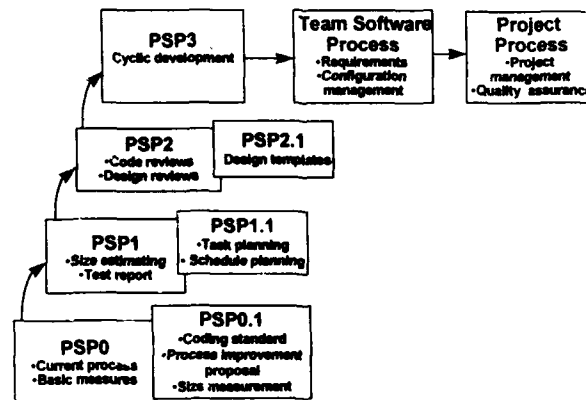 PSP3
Cyclic development
Team Software
Process
•Requirements
•Configuration
management
Project
Process
•Project
management
•Quality assurance
PSP2
•Code reviews
•Design reviews
PSP2.1
Design templates
PSP1
•Size estimating
•Test report
PSP1.1
•Task planning
•Schedule planning
PSP0
•Current process
•Basic measures
PSP0.1
•Coding standard
•Process improvement
proposal
•Size measurement